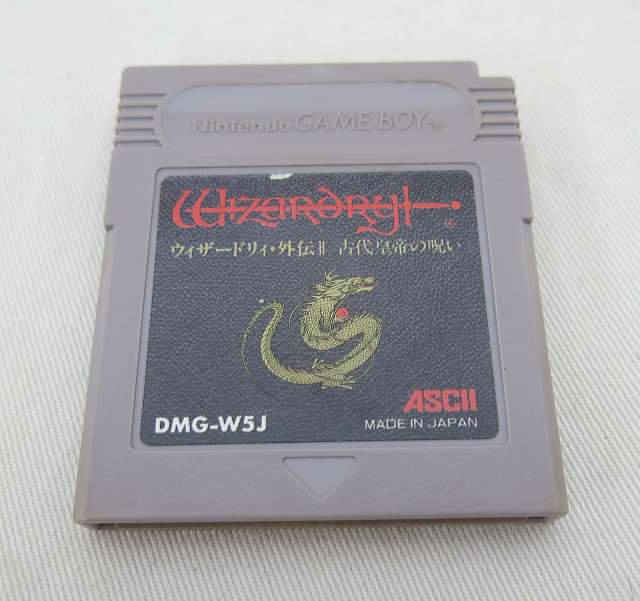 Nintendo GAME BOY™
Wizardry
ウィザードリィ・外伝Ⅱ 古代皇帝の呪い
ASCII
DMG-W5J
MADE IN JAPAN